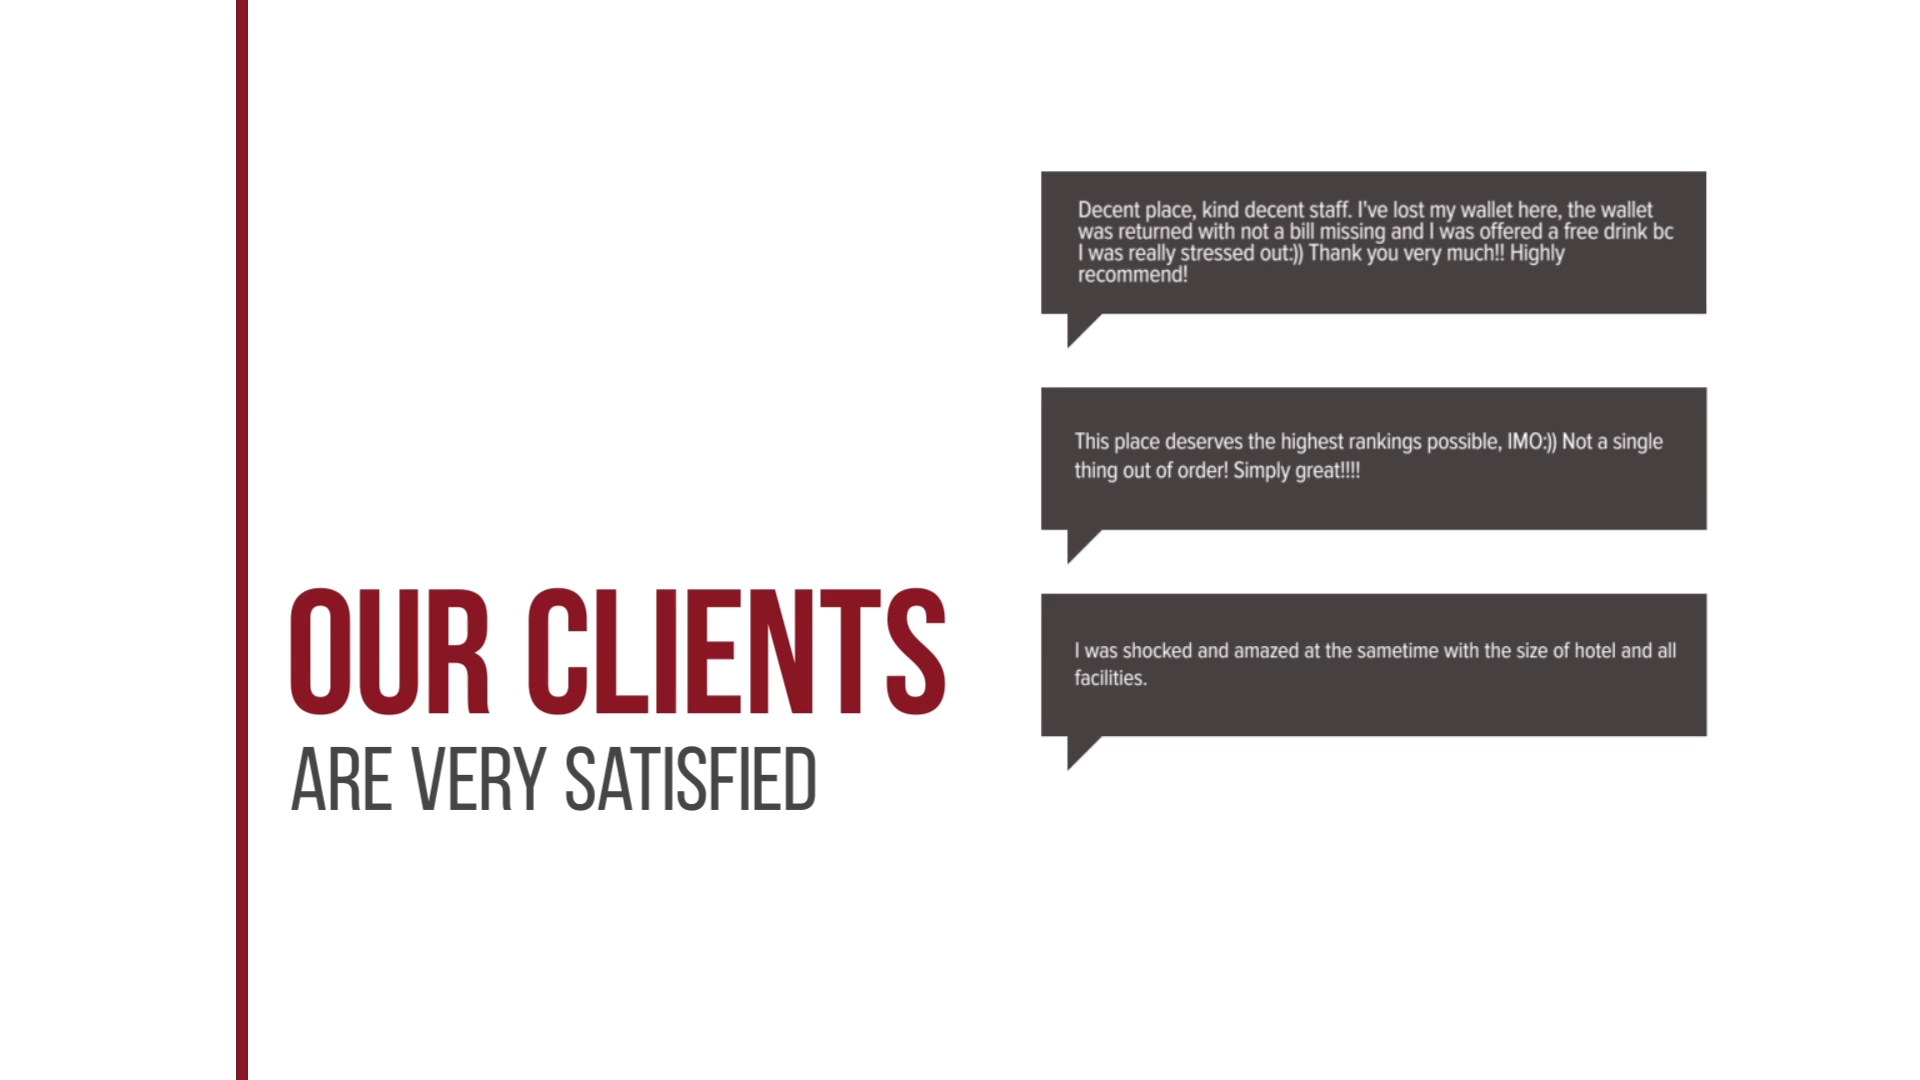 OUR CLIENTS
ARE VERY SATISFIED
Decent place, kind decent staff. I've lost my wallet here, the wallet
was returned with not a bill missing and I was offered a free drink bc
I was really stressed out:)) Thank you very much!! Highly
recommend!
This place deserves the highest rankings possible, IMO:)) Not a single
thing out of order! Simply great!!!!
I was shocked and amazed at the sametime with the size of hotel and all
facilities.